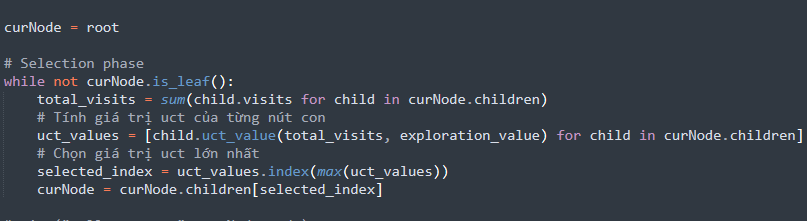 curNode = root
# Selection phase
while not curNode.is_leaf():
    total_visits = sum(child.visits for child in curNode.children)
    # Tính giá trị uct của từng nút con
    uct_values = [child.uct_value(total_visits, exploration_value) for child in curNode.children]
    # Chọn giá trị uct lớn nhất
    selected_index = uct_values.index(max(uct_values))
    curNode = curNode.children[selected_index]